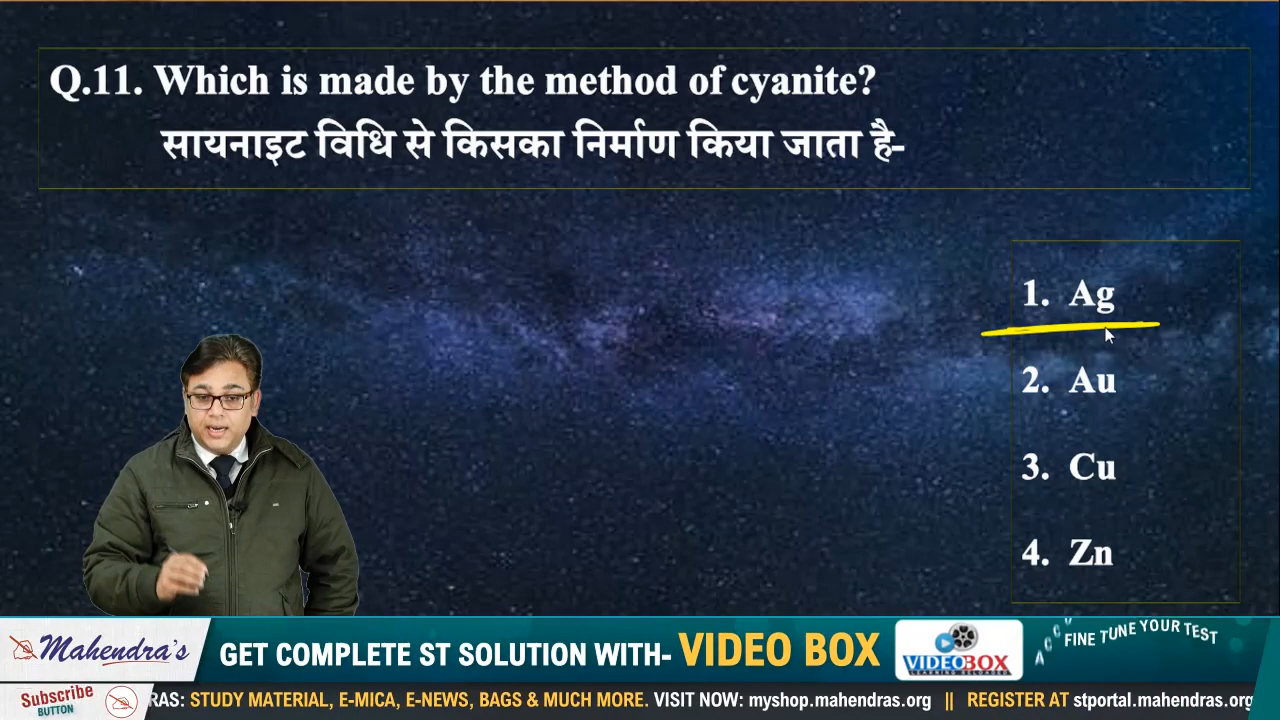 Q.11. Which is made by the method of cyanite?
सायनाइट विधि से किसका निर्माण किया जाता है-
1. Ag
2. Au
3. Cu
4. Zn
Mahendra's
GET COMPLETE ST SOLUTION WITH- VIDEO BOX
VIDEOBOX
LEARNING RELOADED
FINE TUNE YOUR TEST
Subscribe
BUTTON
RAS: STUDY MATERIAL, E-MICA, E-NEWS, BAGS & MUCH MORE. VISIT NOW: myshop.mahendras.org || REGISTER AT stportal.mahendras.org